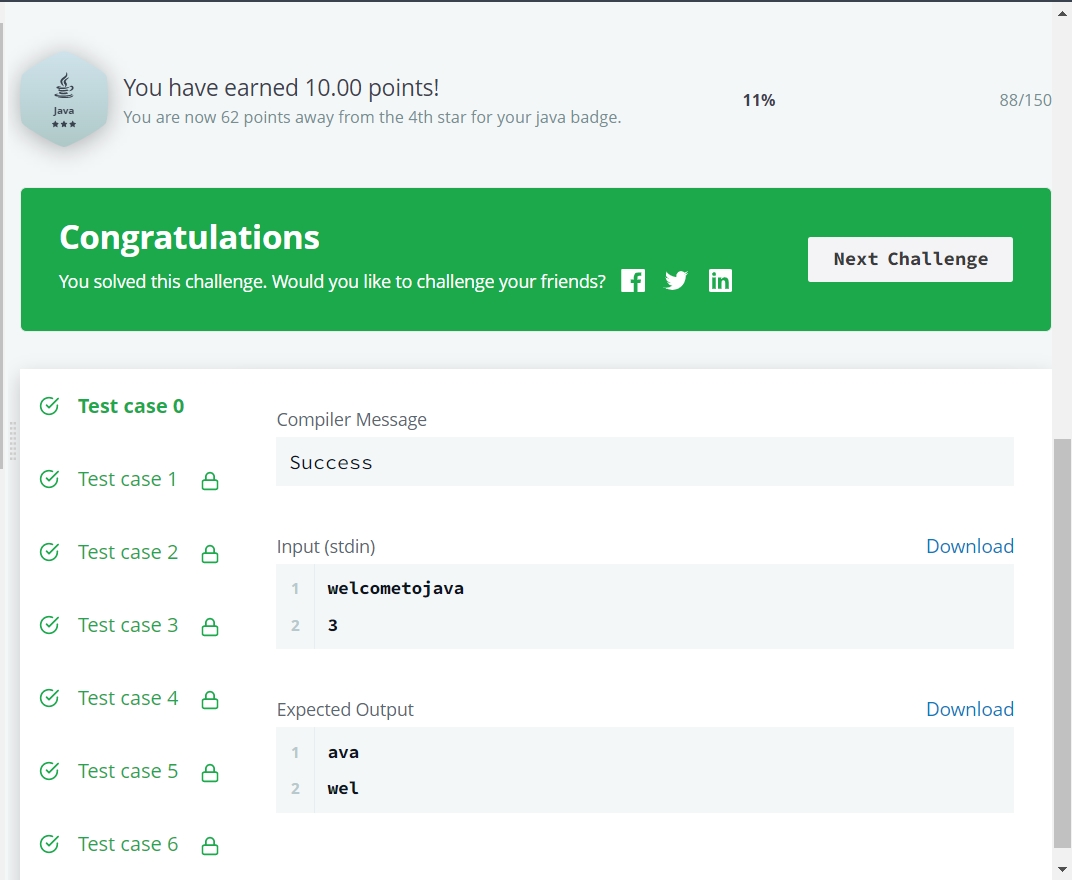 Java
You have earned 10.00 points!
You are now 62 points away from the 4th star for your java badge.
11%
88/150
Congratulations
You solved this challenge. Would you like to challenge your friends?
Next Challenge
Test case 0
Test case 1
Test case 2
Test case 3
Test case 4
Test case 5
Test case 6
Compiler Message
Success
Input (stdin)
Download
1 welcometojava
2 3
Expected Output
Download
1 ava
2 wel